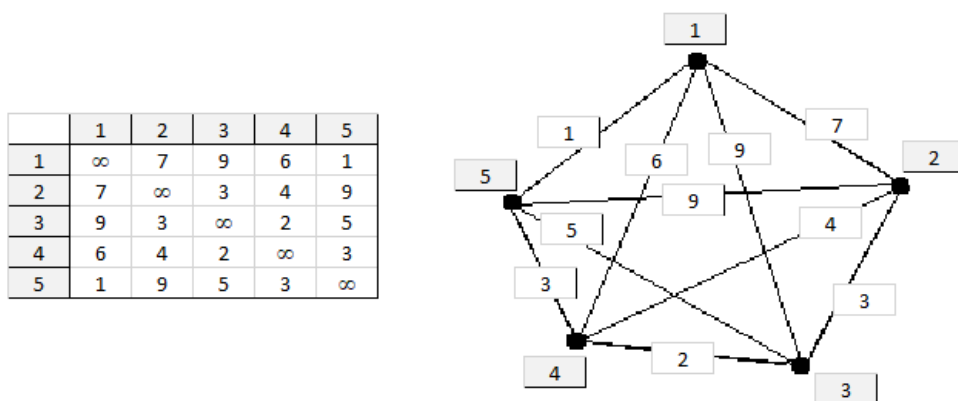 1 2 3 4 5
1 ∞ 7 9 6 1
2 7 ∞ 3 4 9
3 9 3 ∞ 2 5
4 6 4 2 ∞ 3
5 1 9 5 3 ∞
1
1 7
6 9
5 2
9
5 4
3 3
4 2 3